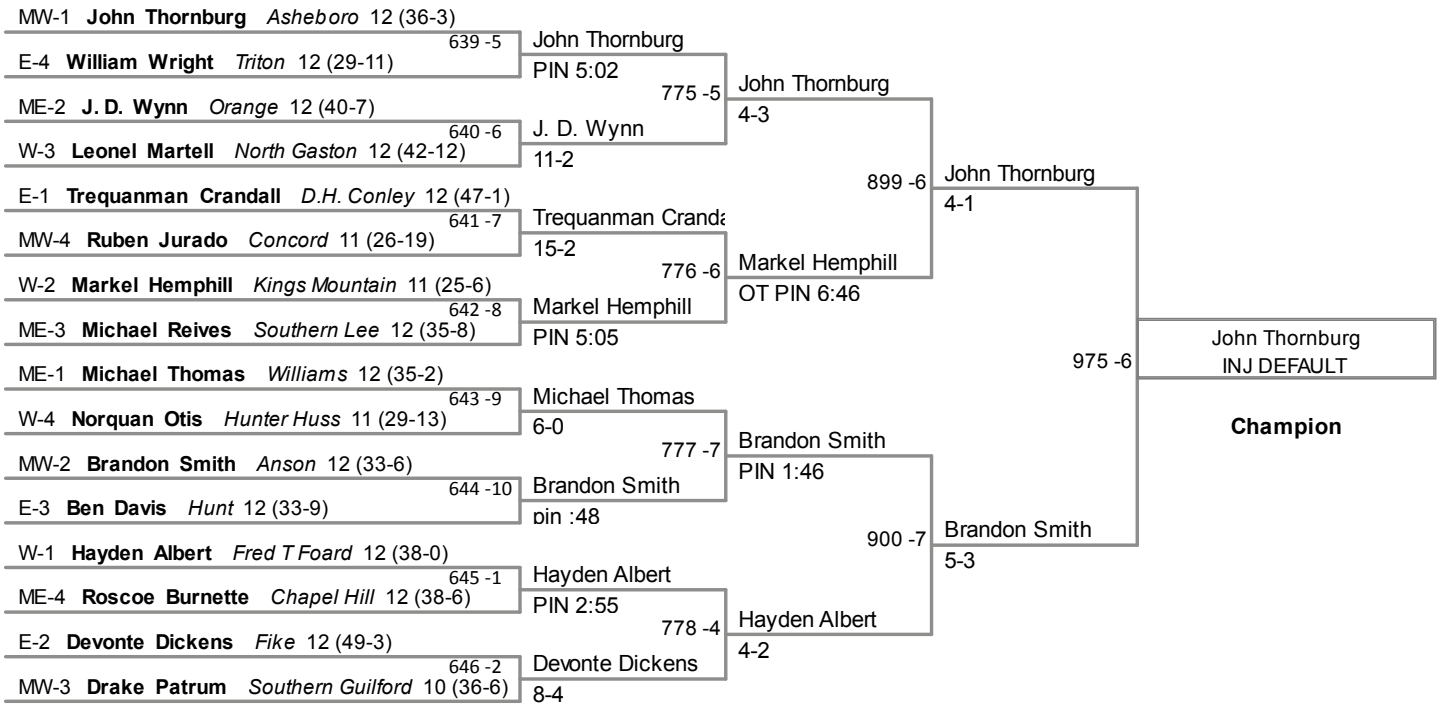 MW-1 John Thornburg Asheboro 12 (36-3)
639 -5
John Thornburg
E-4 William Wright Triton 12 (29-11)
PIN 5:02
775 -5
John Thornburg
ME-2 J. D. Wynn Orange 12 (40-7)
4-3
640 -6
J. D. Wynn
W-3 Leonel Martell North Gaston 12 (42-12)
11-2
899 -6
John Thornburg
E-1 Trequanman Crandall D.H. Conley 12 (47-1)
4-1
641 -7
Trequanman Cranda
MW-4 Ruben Jurado Concord 11 (26-19)
15-2
776 -6
Markel Hemphill
W-2 Markel Hemphill Kings Mountain 11 (25-6)
OT PIN 6:46
642 -8
Markel Hemphill
ME-3 Michael Reives Southern Lee 12 (35-8)
PIN 5:05
975 -6
John Thornburg
INJ DEFAULT
Champion
ME-1 Michael Thomas Williams 12 (35-2)
643 -9
Michael Thomas
W-4 Norquan Otis Hunter Huss 11 (29-13)
6-0
777 -7
Brandon Smith
MW-2 Brandon Smith Anson 12 (33-6)
PIN 1:46
644 -10
Brandon Smith
E-3 Ben Davis Hunt 12 (33-9)
pin :48
900 -7
Brandon Smith
W-1 Hayden Albert Fred T Foard 12 (38-0)
5-3
645 -1
Hayden Albert
ME-4 Roscoe Burnette Chapel Hill 12 (38-6)
PIN 2:55
778 -4
Hayden Albert
E-2 Devonte Dickens Fike 12 (49-3)
4-2
646 -2
Devonte Dickens
MW-3 Drake Patrum Southern Guilford 10 (36-6)
8-4